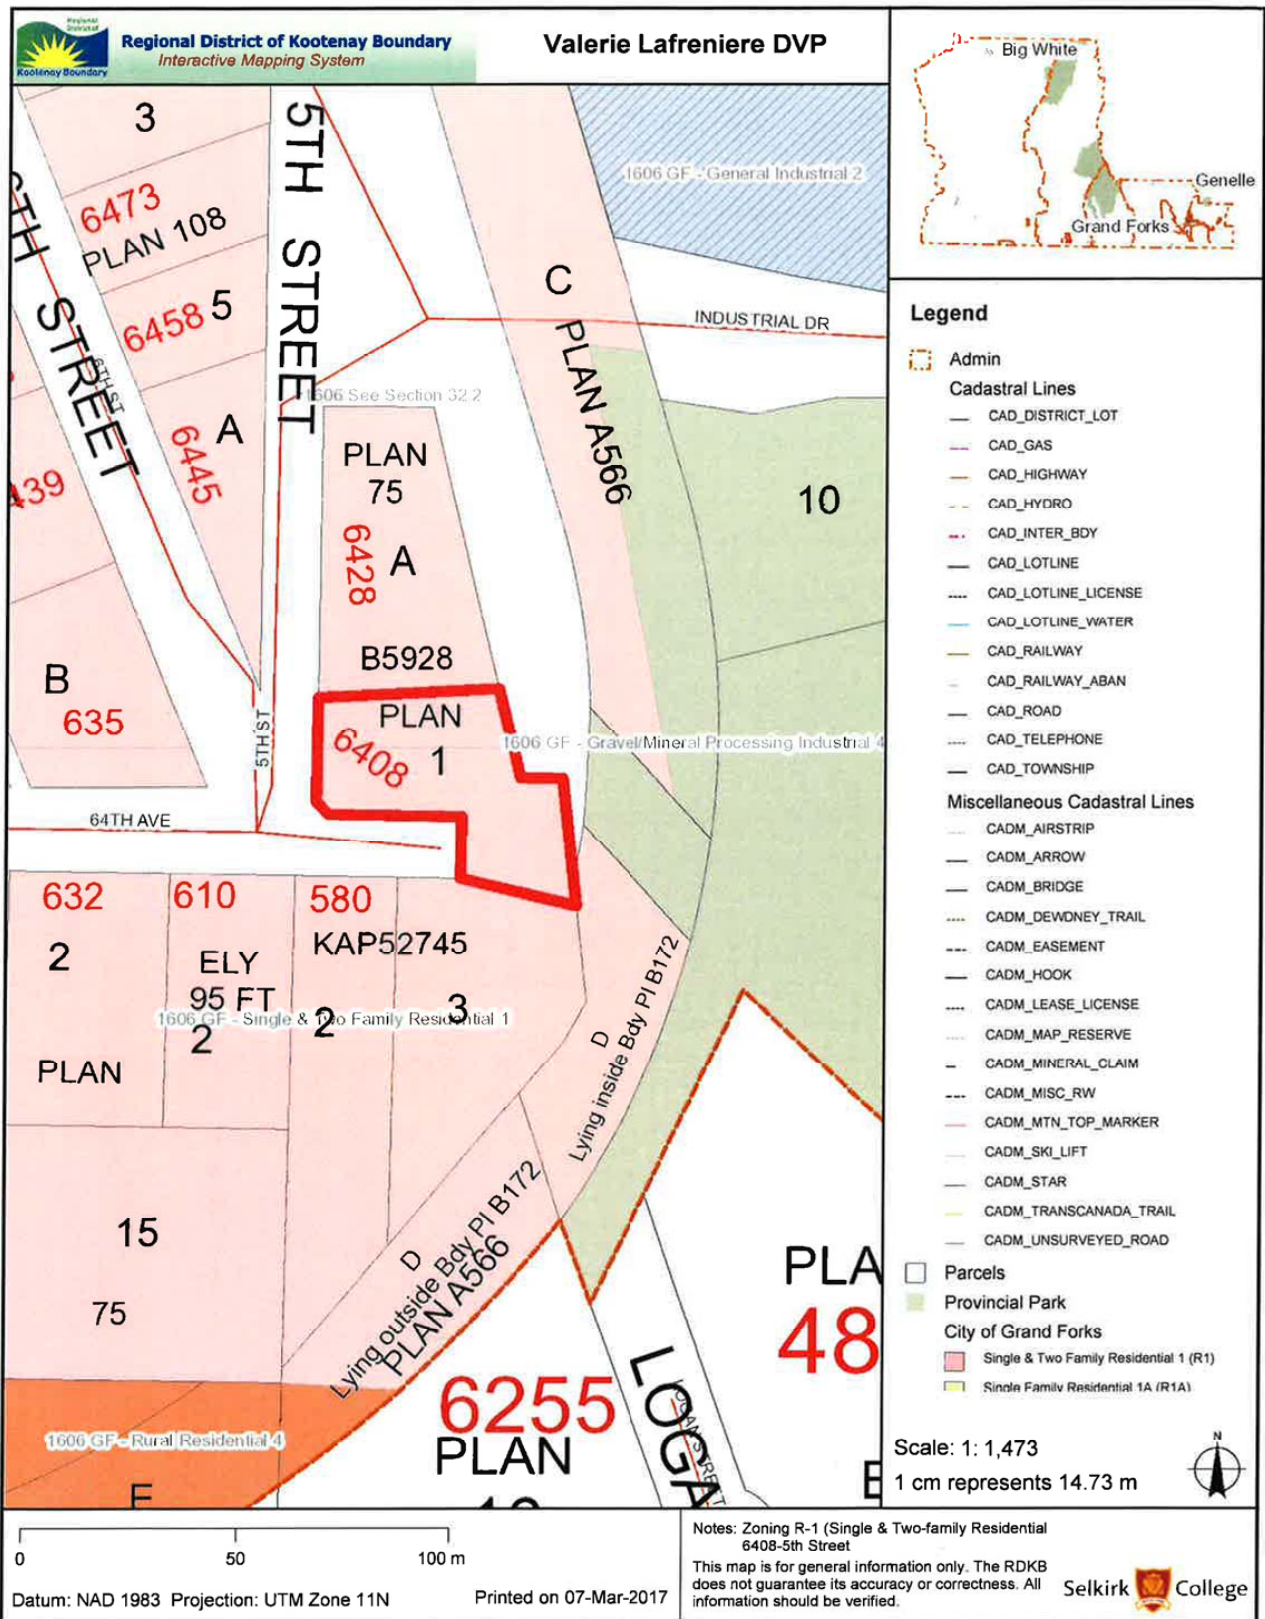 Regional
District of
Kootenay Boundary
Regional District of Kootenay Boundary
Interactive Mapping System
Valerie Lafreniere DVP
Big White
Genelle
Grand Forks
3
6473
PLAN 108
6458 5
6445
A
439
B
635
STREET
6TH ST
5TH STREET
1606 GF - General Industrial 2
C
PLAN A566
INDUSTRIAL DR
1606 See Section 32.2
PLAN
75
6428
A
B5928
10
PLAN
6408 1
1606 GF - Gravel/Mineral Processing Industrial 4
5TH ST
64TH AVE
632
2
PLAN
610
ELY
95 FT
2
580
KAP52745
2
3
1606 GF - Single & Two Family Residential 1
D
Lying inside Bdy Pl B172
D
Lying outside Bdy Pl B172
PLAN A566
15
75
1606 GF - Rural Residential 4
6255
PLAN
LOGA
LOGAN STREET
PLA
48
Legend
Admin
Cadastral Lines
CAD_DISTRICT_LOT
CAD_GAS
CAD_HIGHWAY
CAD_HYDRO
CAD_INTER_BDY
CAD_LOTLINE
CAD_LOTLINE_LICENSE
CAD_LOTLINE_WATER
CAD_RAILWAY
CAD_RAILWAY_ABAN
CAD_ROAD
CAD_TELEPHONE
CAD_TOWNSHIP
Miscellaneous Cadastral Lines
CADM_AIRSTRIP
CADM_ARROW
CADM_BRIDGE
CADM_DEWDNEY_TRAIL
CADM_EASEMENT
CADM_HOOK
CADM_LEASE_LICENSE
CADM_MAP_RESERVE
CADM_MINERAL_CLAIM
CADM_MISC_RW
CADM_MTN_TOP_MARKER
CADM_SKI_LIFT
CADM_STAR
CADM_TRANSCANADA_TRAIL
CADM_UNSURVEYED_ROAD
Parcels
Provincial Park
City of Grand Forks
Single & Two Family Residential 1 (R1)
Single Family Residential 1A (R1A)
Scale: 1: 1,473
1 cm represents 14.73 m
N
0 50 100 m
Datum: NAD 1983 Projection: UTM Zone 11N
Printed on 07-Mar-2017
Notes: Zoning R-1 (Single & Two-family Residential
6408-5th Street
This map is for general information only. The RDKB
does not guarantee its accuracy or correctness. All
information should be verified.
Selkirk College